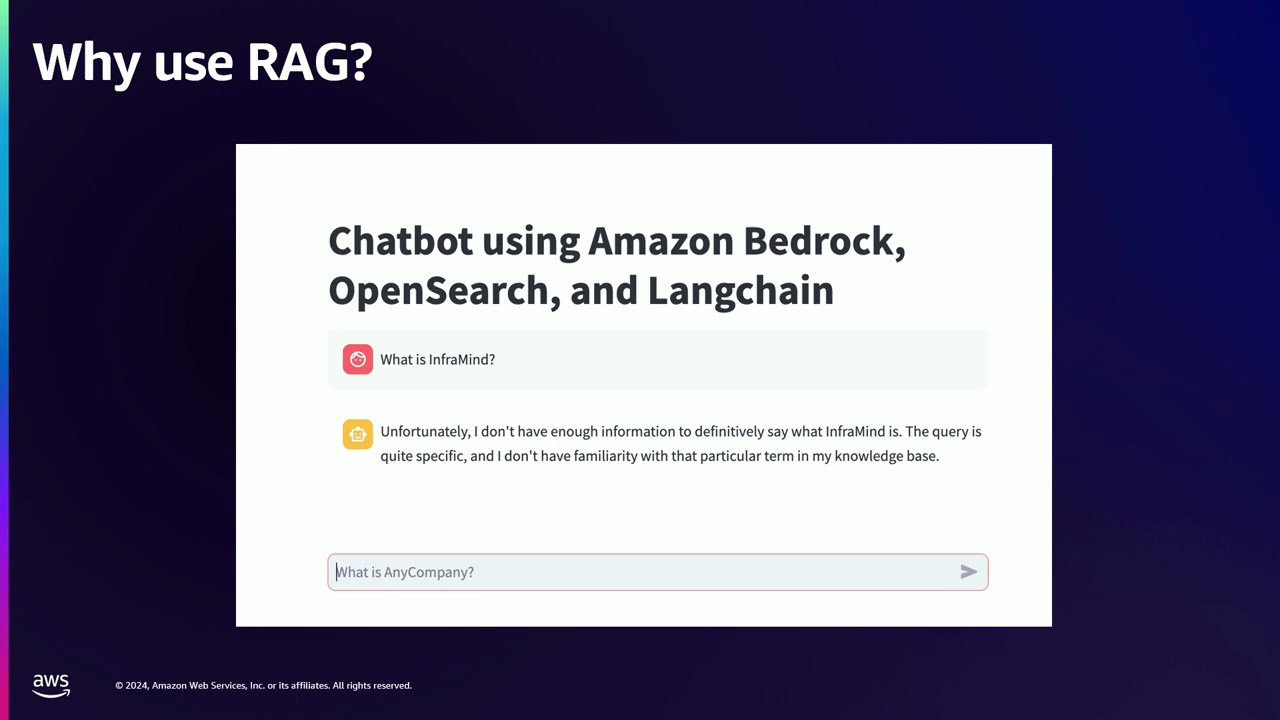 Why use RAG?
Chatbot using Amazon Bedrock,
OpenSearch, and Langchain
What is InfraMind?
Unfortunately, I don't have enough information to definitively say what InfraMind is. The query is
quite specific, and I don't have familiarity with that particular term in my knowledge base.
What is AnyCompany?
aws
© 2024, Amazon Web Services, Inc. or its affiliates. All rights reserved.